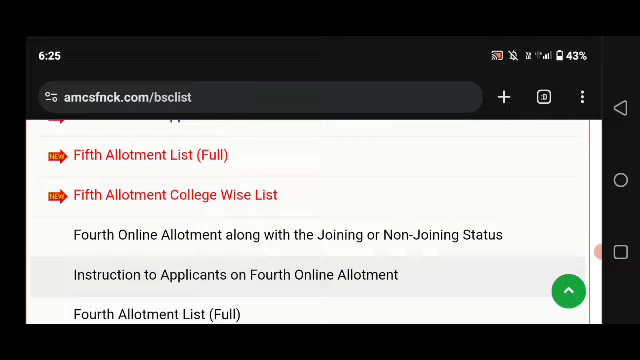 6:25
43%
amcsfnck.com/bsclist
:D
NEW Fifth Allotment List (Full)
NEW Fifth Allotment College Wise List
Fourth Online Allotment along with the Joining or Non-Joining Status
Instruction to Applicants on Fourth Online Allotment
Fourth Allotment List (Full)